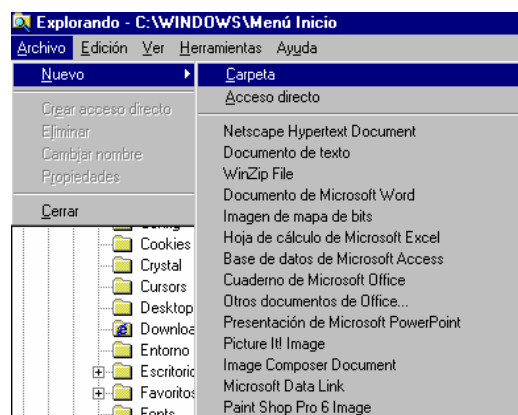 Explorando - C:\WINDOWS\Menú Inicio
Archivo Edición Ver Herramientas Ayuda
Nuevo
Crear acceso directo
Eliminar
Cambiar nombre
Propiedades
Cerrar
Carpeta
Acceso directo
Netscape Hypertext Document
Documento de texto
WinZip File
Documento de Microsoft Word
Imagen de mapa de bits
Hoja de cálculo de Microsoft Excel
Base de datos de Microsoft Access
Cuaderno de Microsoft Office
Otros documentos de Office...
Presentación de Microsoft PowerPoint
Picture It! Image
Image Composer Document
Microsoft Data Link
Paint Shop Pro 6 Image
Cookies
Crystal
Cursors
Desktop
Downloa
Entorno
Escritorio
Favoritos
Fonts